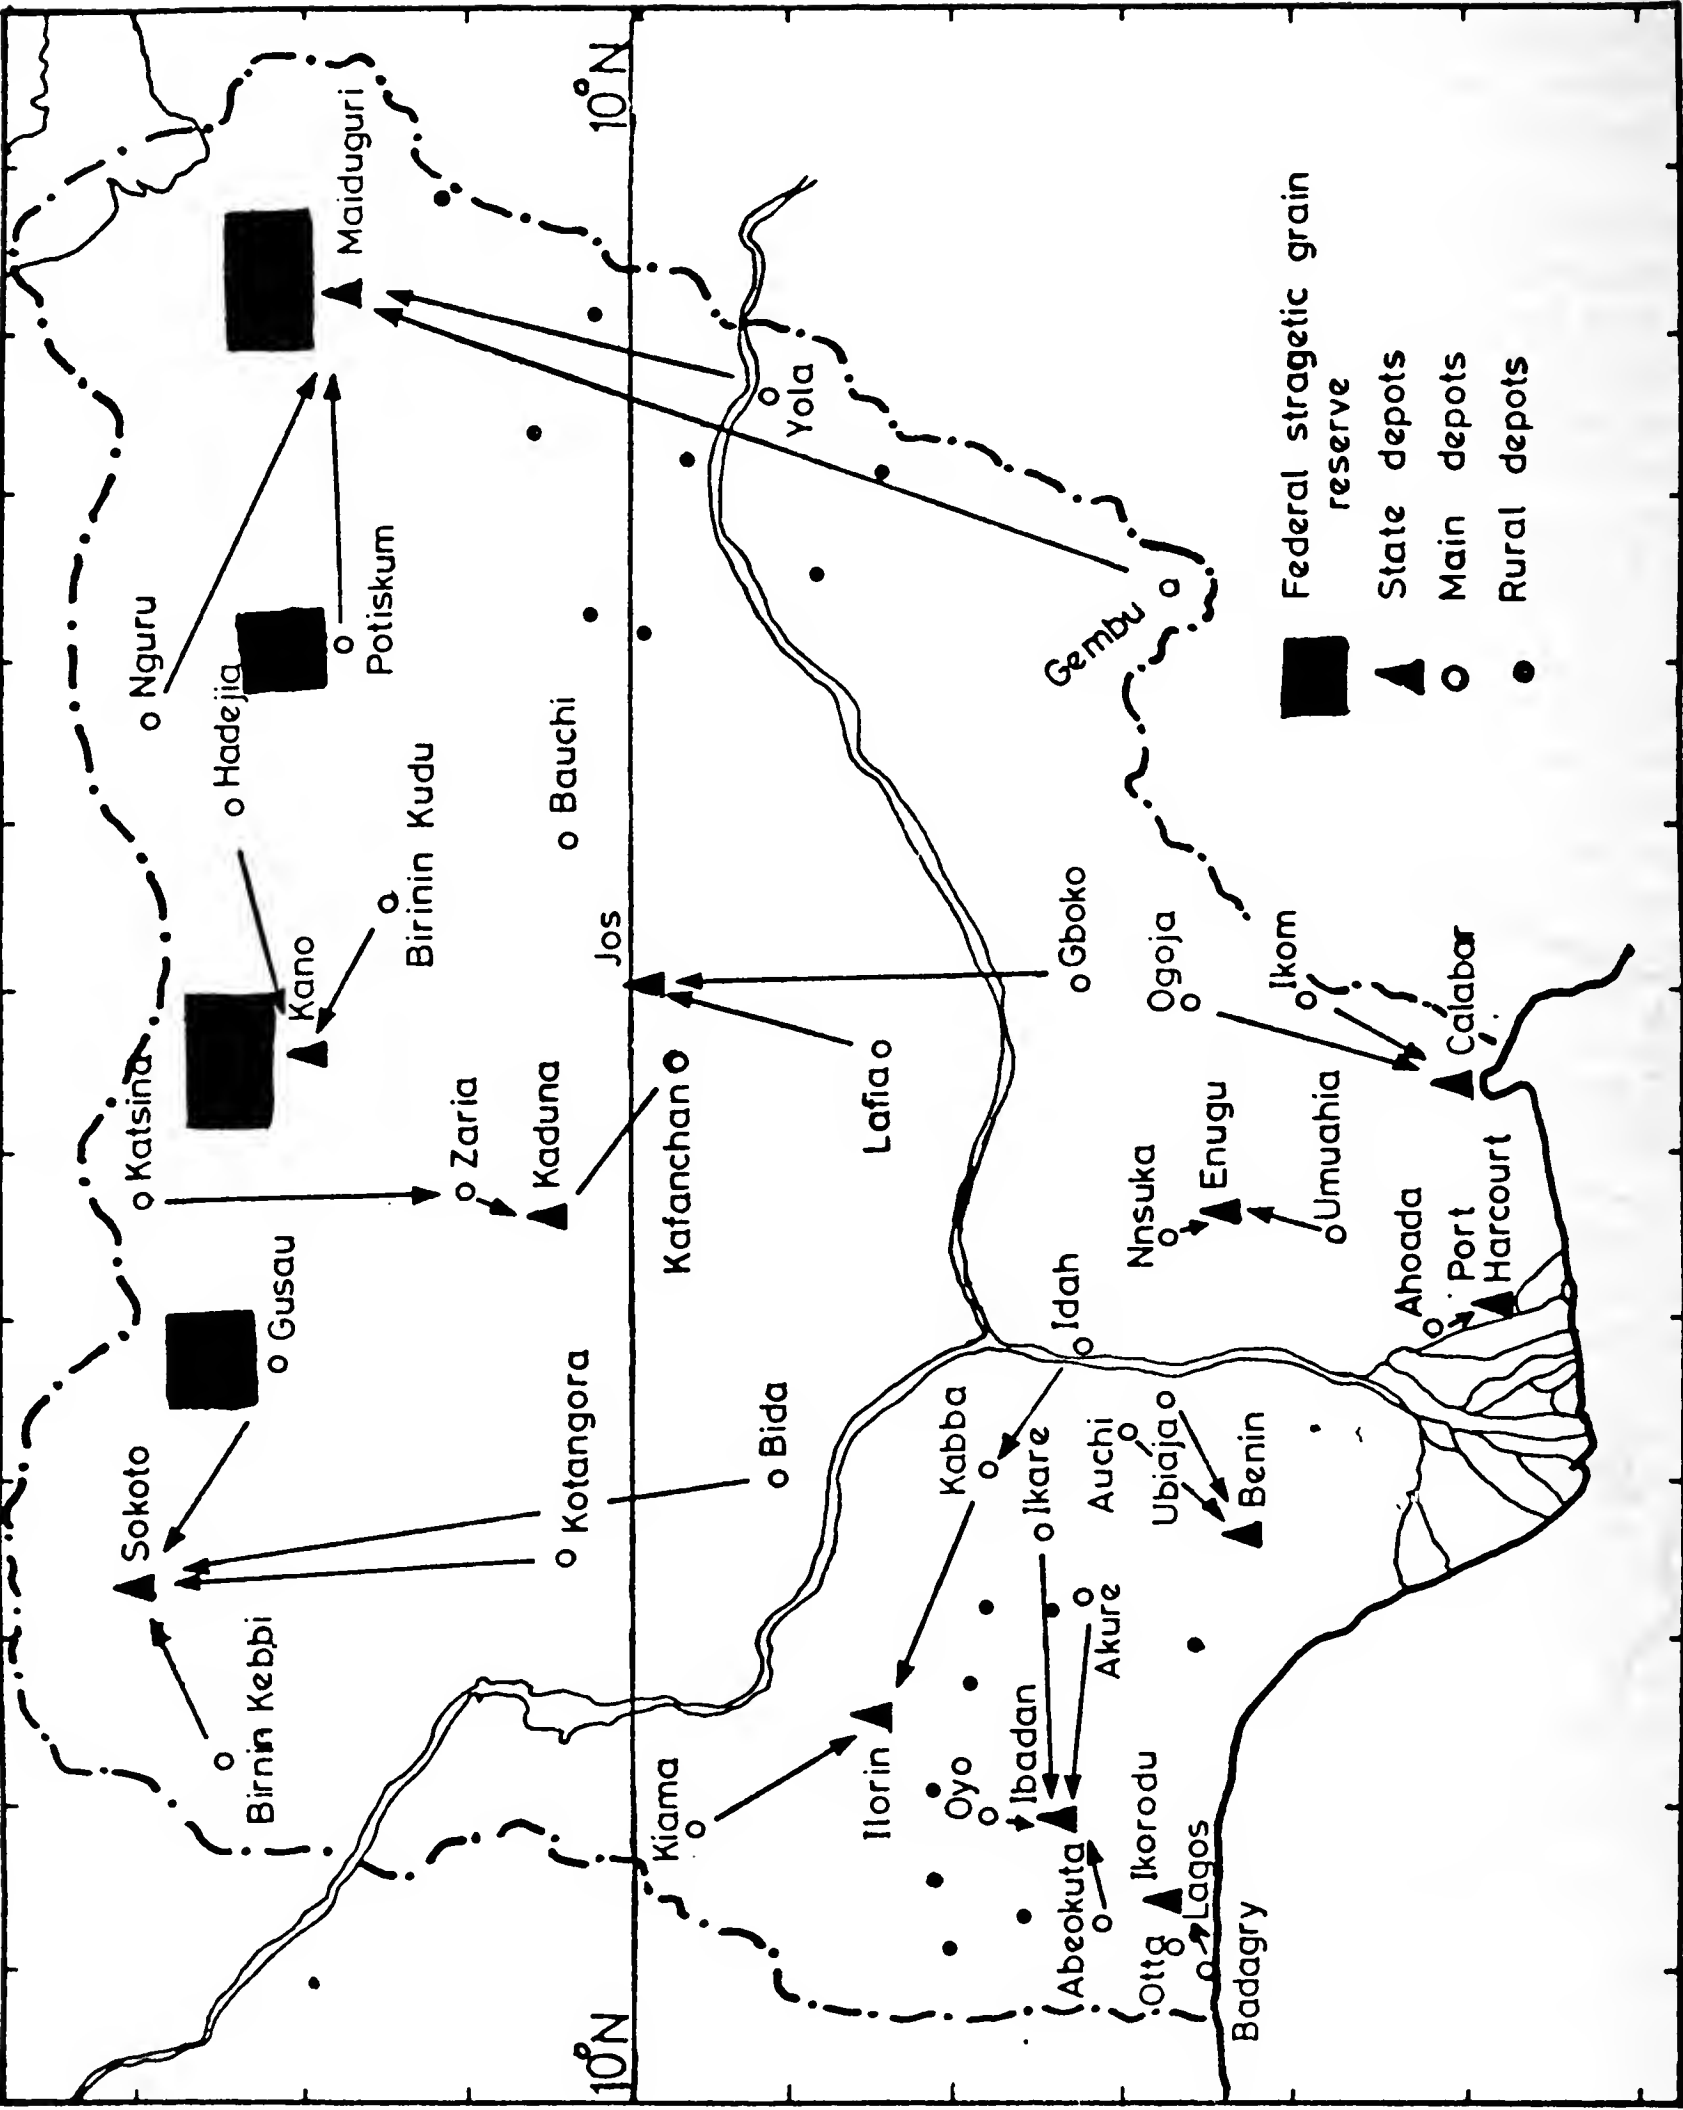 10°N
10°N
Maiduguri
Nguru
Hadejia
Potiskum
Katsina
Kano
Birinin Kudu
Bauchi
Jos
Zaria
Kaduna
Kafanchan
Gusau
Sokoto
Birnin Kebbi
Kotangora
Bida
Yola
Gembu
Gboko
Lafia
Ogoja
Ikom
Calabar
Nnsuka
Enugu
Umuahia
Ahoada
Port
Harcourt
Idah
Kabba
Ikare
Auchi
Ubiaja
Benin
Akure
Kiama
Ilorin
Oyo
Ibadan
Abeokuta
Ikorodu
Otta
Lagos
Badagry
Federal stragetic grain
reserve
State depots
Main depots
Rural depots